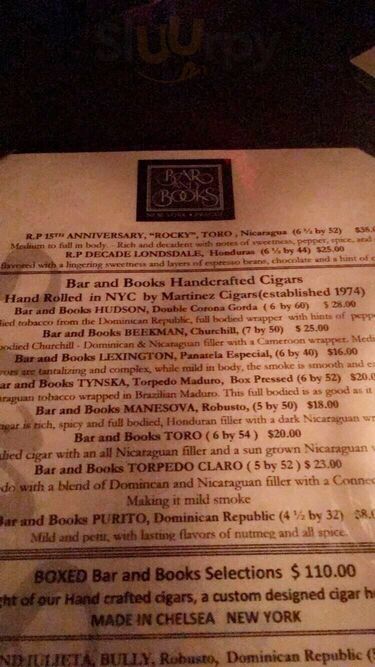 Sluurpy
BAR
AND
BOOKS
NEW YORK • PRAGUE
R.P 15TH ANNIVERSARY, "ROCKY", TORO , Nicaragua (6 ½ by 52)
Medium to full in body. - Rich and decadent with notes of sweetness, pepper, spice, and
R.P DECADE LONDSDALE, Honduras (6 ½ by 44) $25.00
flavored with a lingering sweetness and layers of espresso beans, chocolate and a hint of
Bar and Books Handcrafted Cigars
Hand Rolled in NYC by Martinez Cigars(established 1974)
Bar and Books HUDSON, Double Corona Gorda ( 6 by 60) $ 28.00
tobacco from the Dominican Republic, full bodied wrapper with hints of
Bar and Books BEEKMAN, Churchill, (7 by 50) $ 25.00
bodied Churchill - Dominican & Nicaraguan filler with a Cameroon wrapper.
Bar and Books LEXINGTON, Panatela Especial, (6 by 40) $16.00
are tantalizing and complex, while mild in body, the smoke is smooth and
and Books TYNSKA, Torpedo Maduro, Box Pressed (6 by 52)
tobacco wrapped in Brazilian Maduro. This full bodied is as good as it
Bar and Books MANESOVA, Robusto, (5 by 50) $18.00
is rich, spicy and full bodied, Honduran filler with a dark Nicaraguan
Bar and Books TORO ( 6 by 54 ) $20.00
cigar with an all Nicaraguan filler and a sun grown Nicaraguan
Bar and Books TORPEDO CLARO ( 5 by 52 ) $ 23.00
with a blend of Domincan and Nicaraguan filler with a
Making it mild smoke
Bar and Books PURITO, Dominican Republic (4 ½ by 32)
Mild and petit, with lasting flavors of nutmeg and all spice.
BOXED Bar and Books Selections $ 110.00
of our Hand crafted cigars, a custom designed cigar
MADE IN CHELSEA NEW YORK
BULLY, Robusto, Dominican Republic